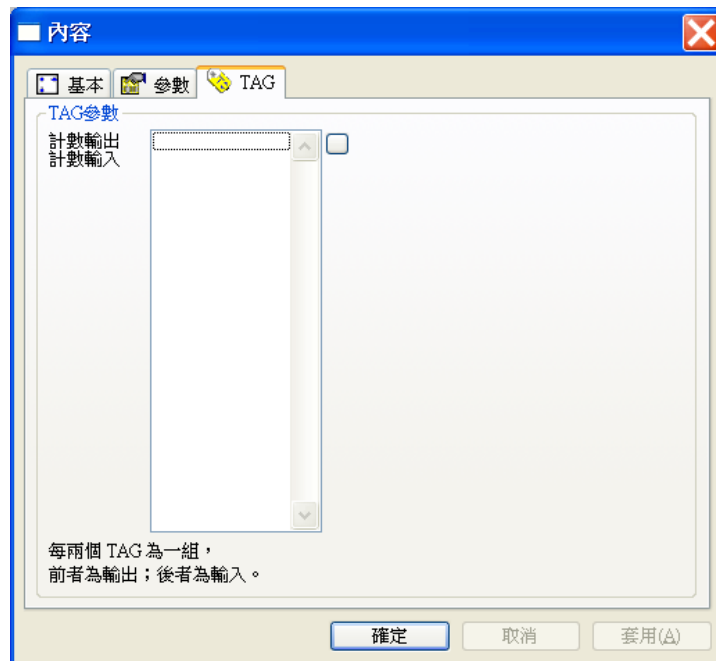 內容
基本 參數 TAG
TAG參數
計數輸出
計數輸入
每兩個 TAG 為一組，
前者為輸出；後者為輸入。
確定 取消 套用(A)